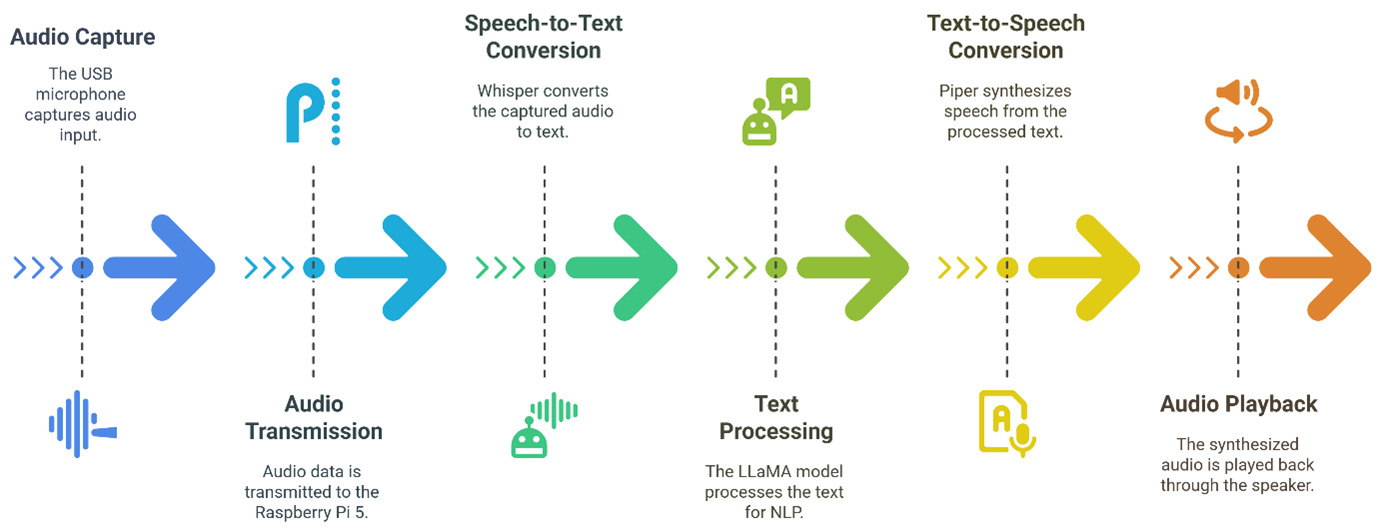 Audio Capture
The USB
microphone
captures audio
input.
Audio
Transmission
Audio data is
transmitted to the
Raspberry Pi 5.
Speech-to-Text
Conversion
Whisper converts
the captured audio
to text.
A
Text
Processing
The LLaMA model
processes the text
for NLP.
Text-to-Speech
Conversion
Piper synthesizes
speech from the
processed text.
A
Audio Playback
The synthesized
audio is played back
through the speaker.